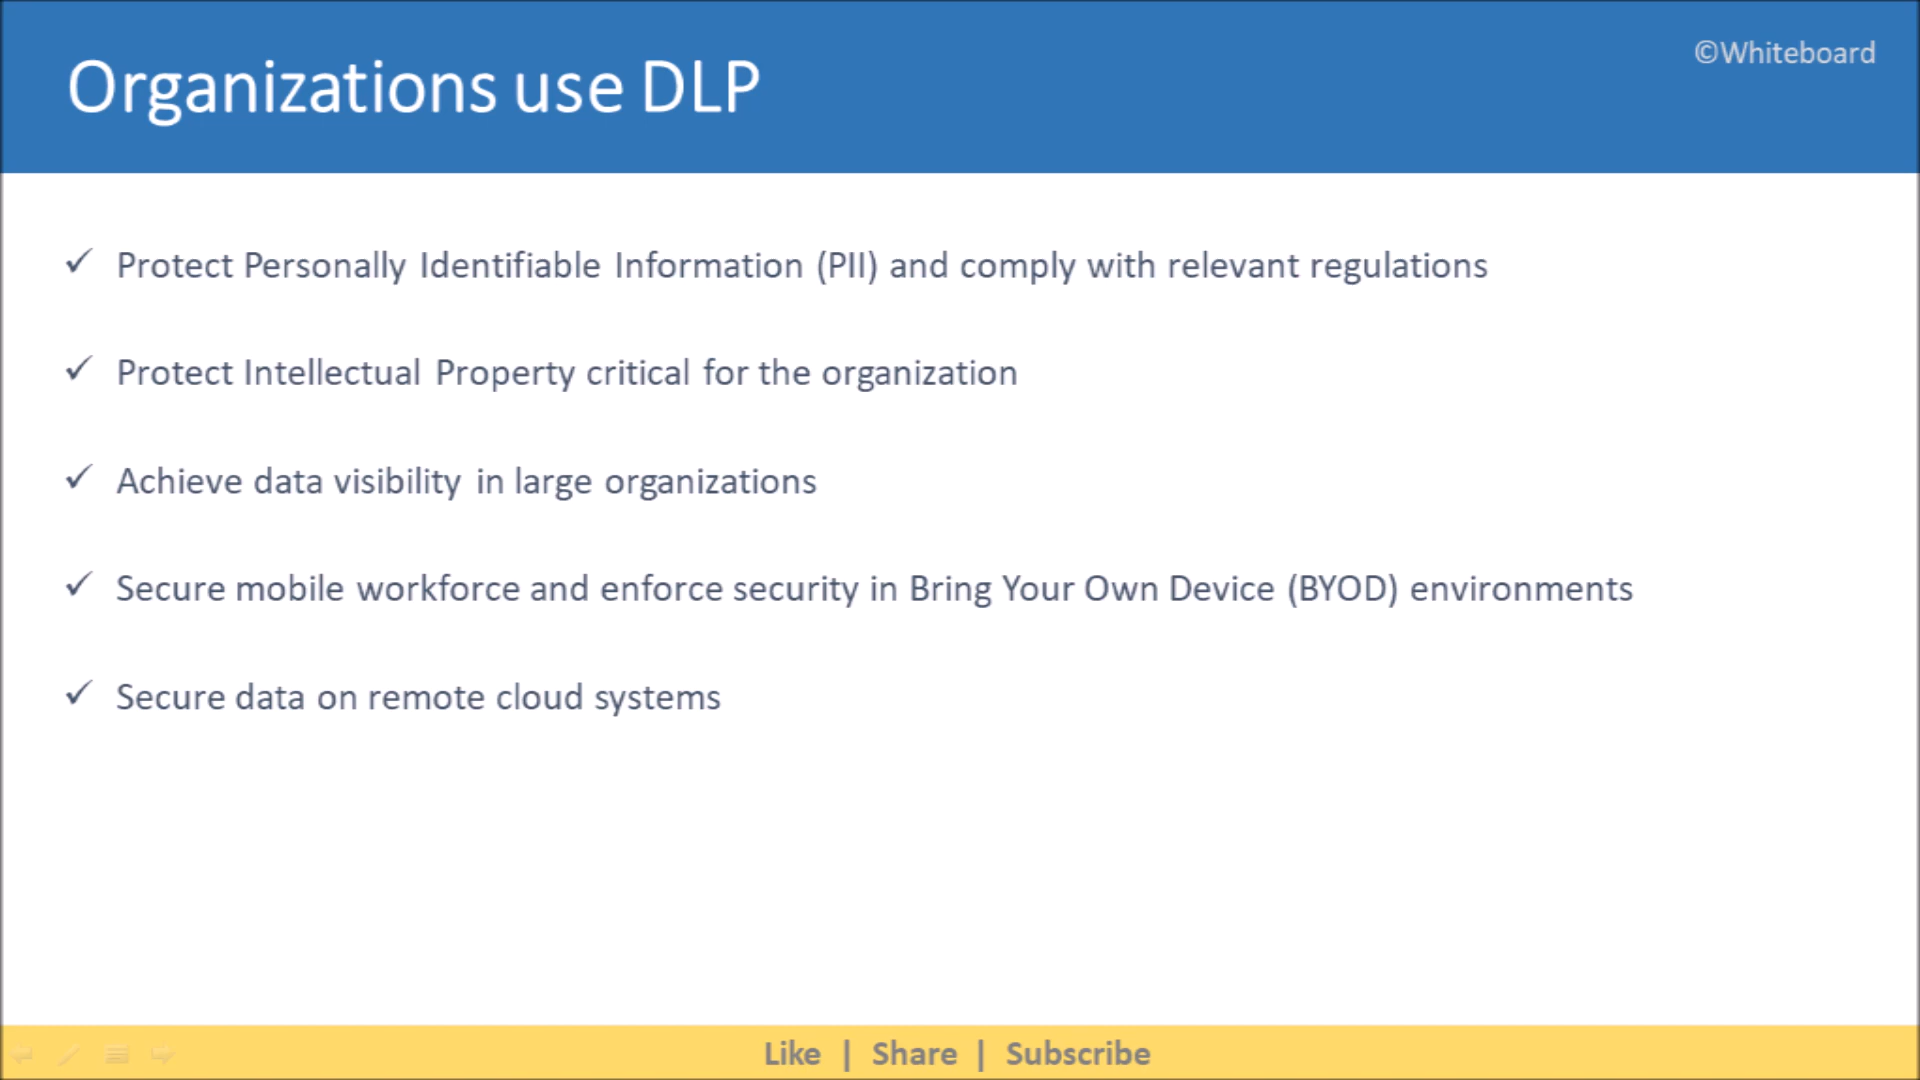 Organizations use DLP
©Whiteboard
✓ Protect Personally Identifiable Information (PII) and comply with relevant regulations
✓ Protect Intellectual Property critical for the organization
✓ Achieve data visibility in large organizations
✓ Secure mobile workforce and enforce security in Bring Your Own Device (BYOD) environments
✓ Secure data on remote cloud systems
Like | Share | Subscribe